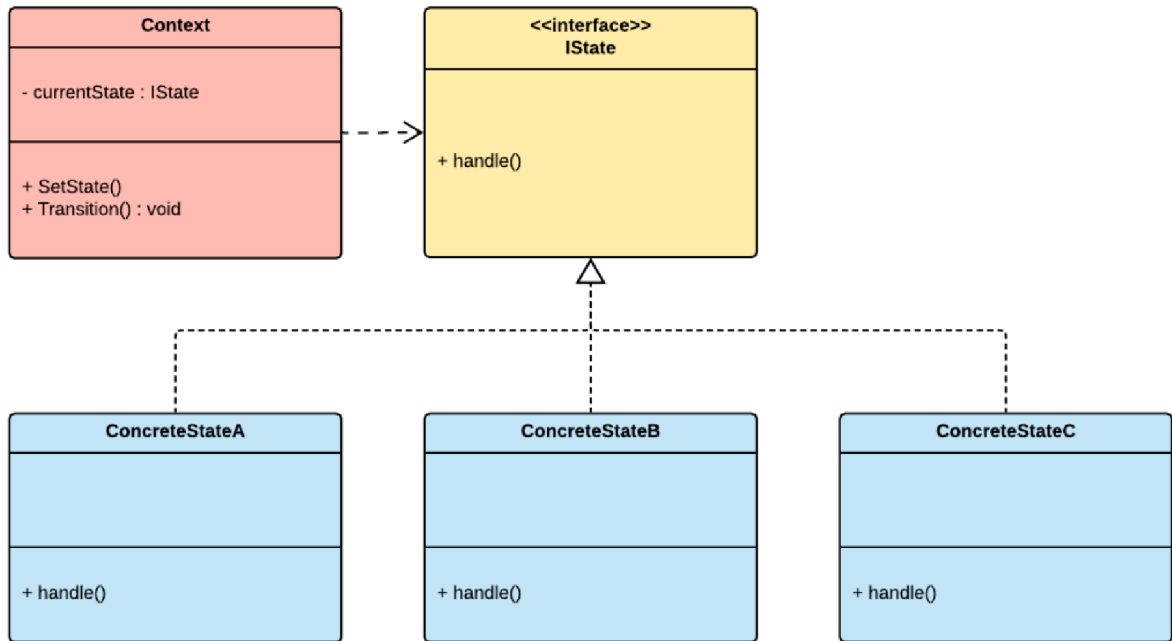 Context
- currentState : IState
+ SetState()
+ Transition() : void
<<interface>>
IState
+ handle()
ConcreteStateA
+ handle()
ConcreteStateB
+ handle()
ConcreteStateC
+ handle()